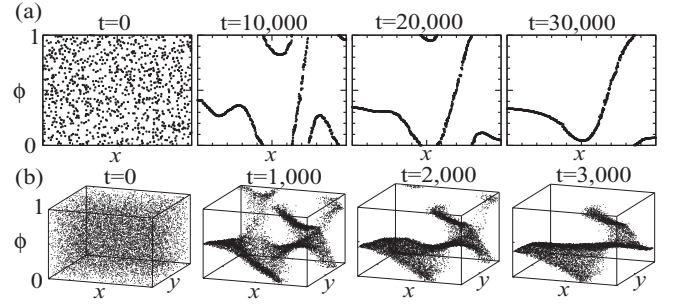 (a) t=0 t=10,000 t=20,000 t=30,000
1
ϕ
0
x x x x
(b) t=0 t=1,000 t=2,000 t=3,000
1
ϕ
0
x y x y x y x y